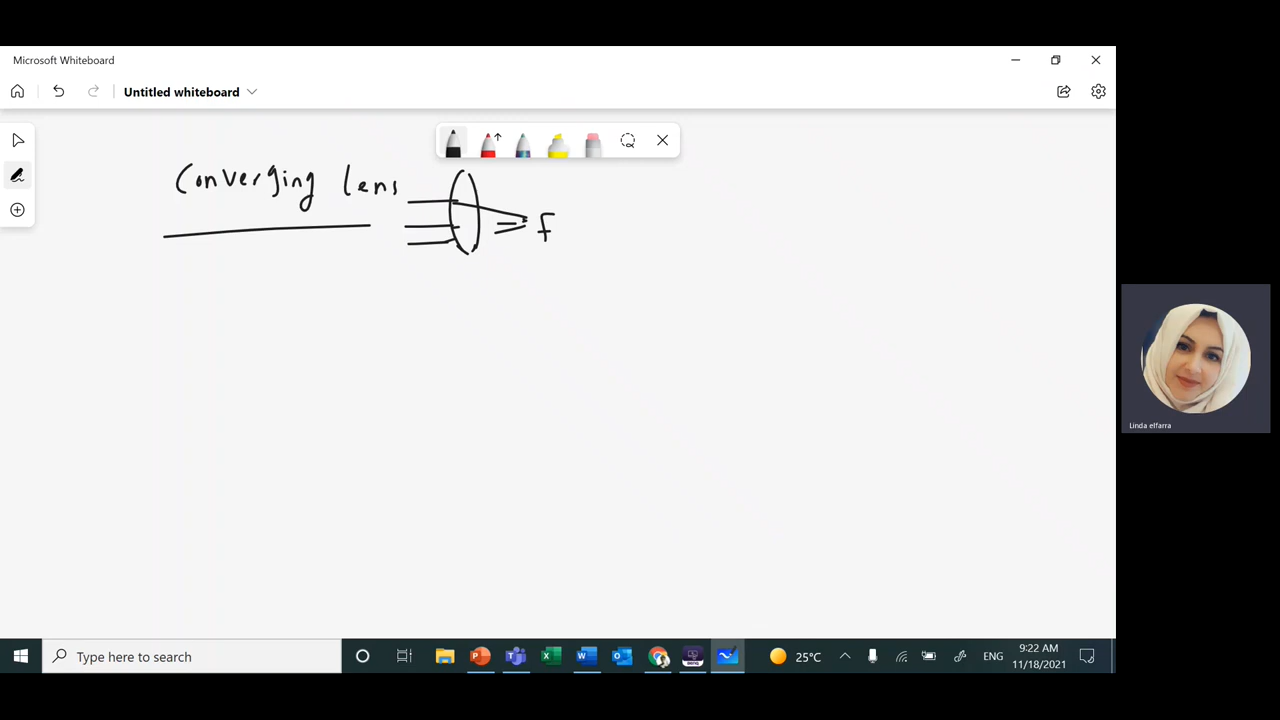 Microsoft Whiteboard
Untitled whiteboard
Converging lens
F
Linda elfarra
Type here to search
25°C
ENG
9:22 AM
11/18/2021